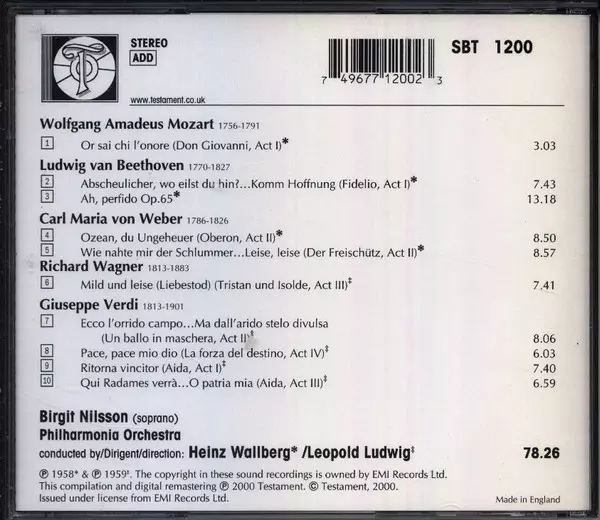 STEREO
ADD
SBT 1200
7 49677 12002 3
www.testament.co.uk
Wolfgang Amadeus Mozart 1756-1791
1 Or sai chi l'onore (Don Giovanni, Act I)* 3.03
Ludwig van Beethoven 1770-1827
2 Abscheulicher, wo eilst du hin?...Komm Hoffnung (Fidelio, Act I)* 7.43
3 Ah, perfido Op.65* 13.18
Carl Maria von Weber 1786-1826
4 Ozean, du Ungeheuer (Oberon, Act II)* 8.50
5 Wie nahte mir der Schlummer...Leise, leise (Der Freischütz, Act II)* 8.57
Richard Wagner 1813-1883
6 Mild und leise (Liebestod) (Tristan und Isolde, Act III)‡ 7.41
Giuseppe Verdi 1813-1901
7 Ecco l'orrido campo...Ma dall'arido stelo divulsa
(Un ballo in maschera, Act II)‡ 8.06
8 Pace, pace mio dio (La forza del destino, Act IV)‡ 6.03
9 Ritorna vincitor (Aida, Act I)‡ 7.40
10 Qui Radames verrà...O patria mia (Aida, Act III)‡ 6.59
Birgit Nilsson (soprano)
Philharmonia Orchestra
conducted by/Dirigent/direction: Heinz Wallberg* /Leopold Ludwig‡ 78.26
℗ 1958* & ℗ 1959‡. The copyright in these sound recordings is owned by EMI Records Ltd.
This compilation and digital remastering ℗ 2000 Testament. © Testament, 2000.
Issued under license from EMI Records Ltd. Made in England